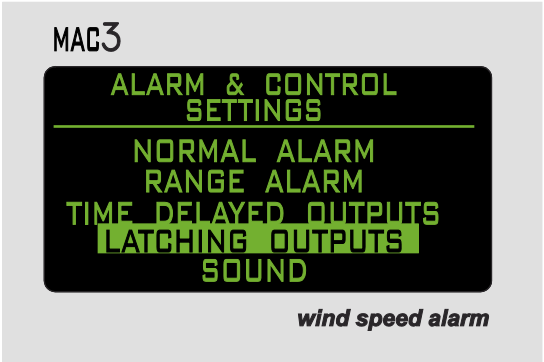 MAC3
ALARM & CONTROL
SETTINGS
NORMAL ALARM
RANGE ALARM
TIME DELAYED OUTPUTS
LATCHING OUTPUTS
SOUND
wind speed alarm